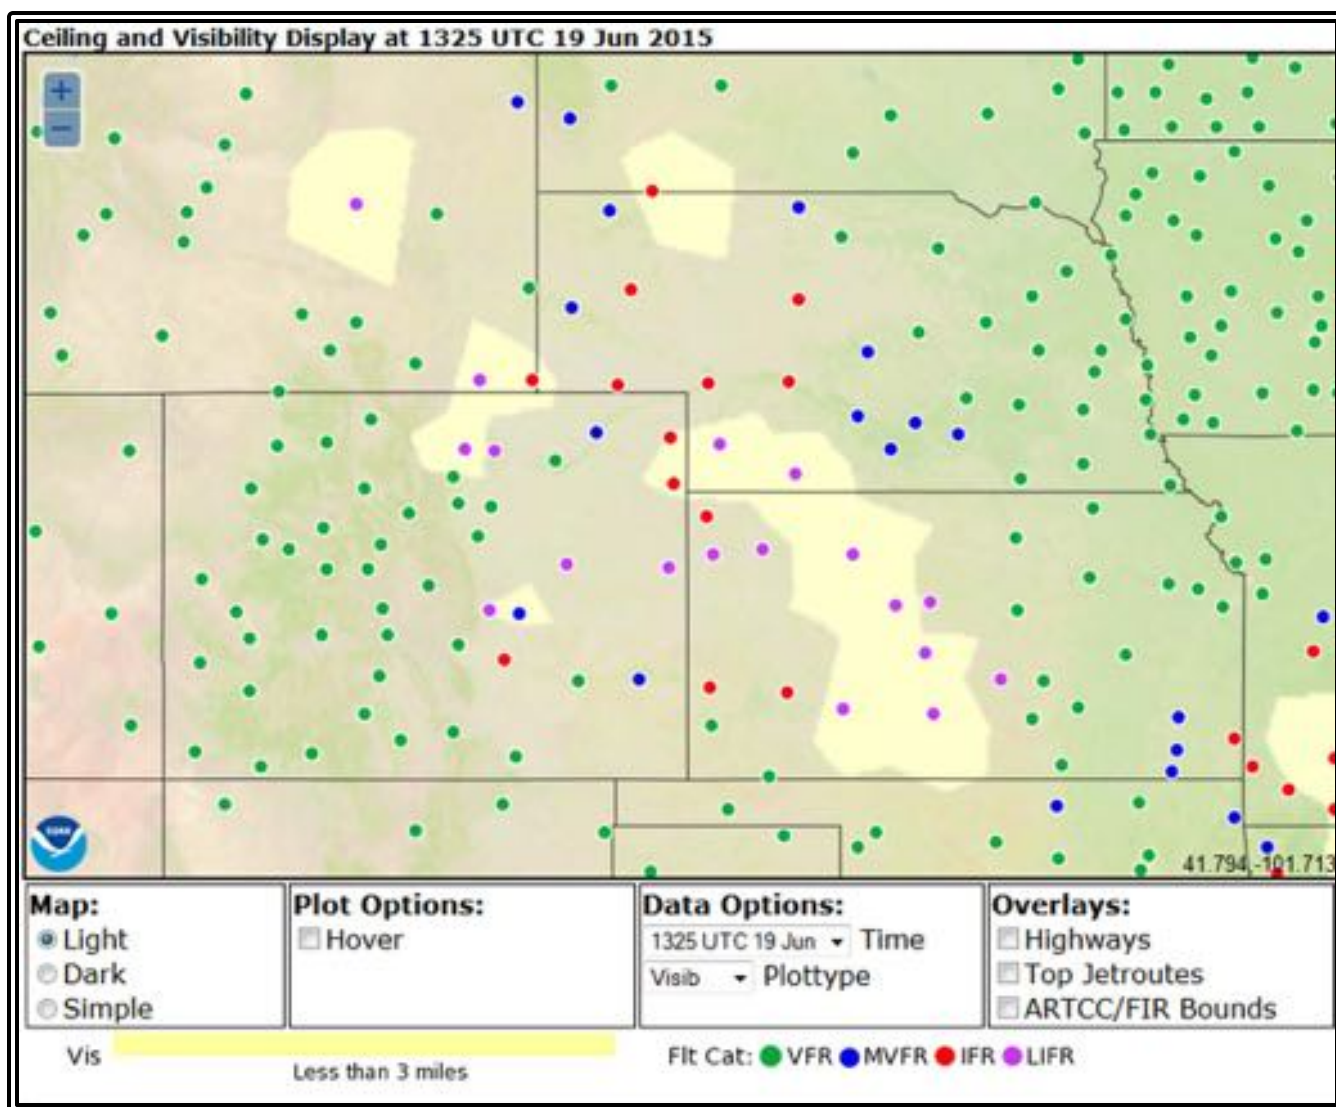 Ceiling and Visibility Display at 1325 UTC 19 Jun 2015
+
−
41.794,-101.713
Map:
Light
Dark
Simple
Plot Options:
Hover
Data Options:
1325 UTC 19 Jun Time
Visib Plottype
Overlays:
Highways
Top Jetroutes
ARTCC/FIR Bounds
Vis
Less than 3 miles
Flt Cat: VFR MVFR IFR LIFR